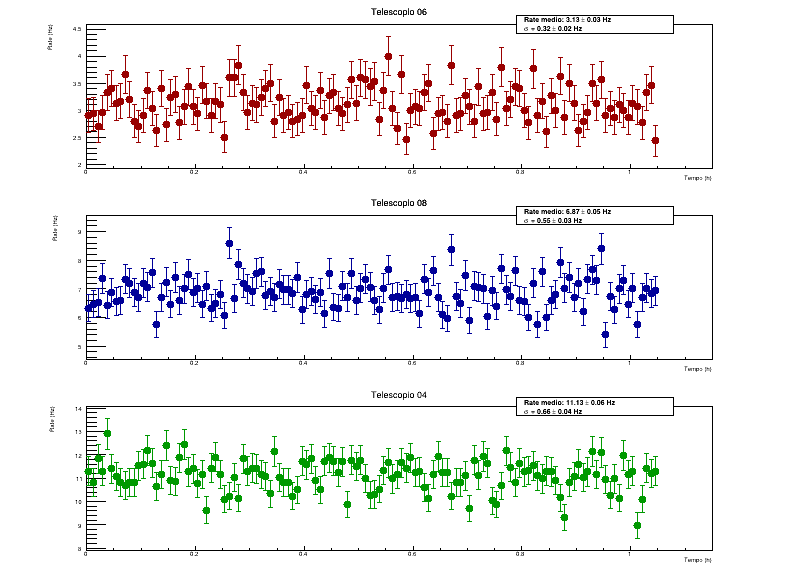 Telescopio 06
Rate medio: 3.13 ± 0.03 Hz
σ = 0.32 ± 0.02 Hz
Rate (Hz)
4.5
4
3.5
3
2.5
2
0 0.2 0.4 0.6 0.8 1
Tempo (h)
Telescopio 08
Rate medio: 6.87 ± 0.05 Hz
σ = 0.55 ± 0.03 Hz
Rate (Hz)
9
8
7
6
5
0 0.2 0.4 0.6 0.8 1
Tempo (h)
Telescopio 04
Rate medio: 11.13 ± 0.06 Hz
σ = 0.66 ± 0.04 Hz
Rate (Hz)
14
13
12
11
10
9
8
0 0.2 0.4 0.6 0.8 1
Tempo (h)